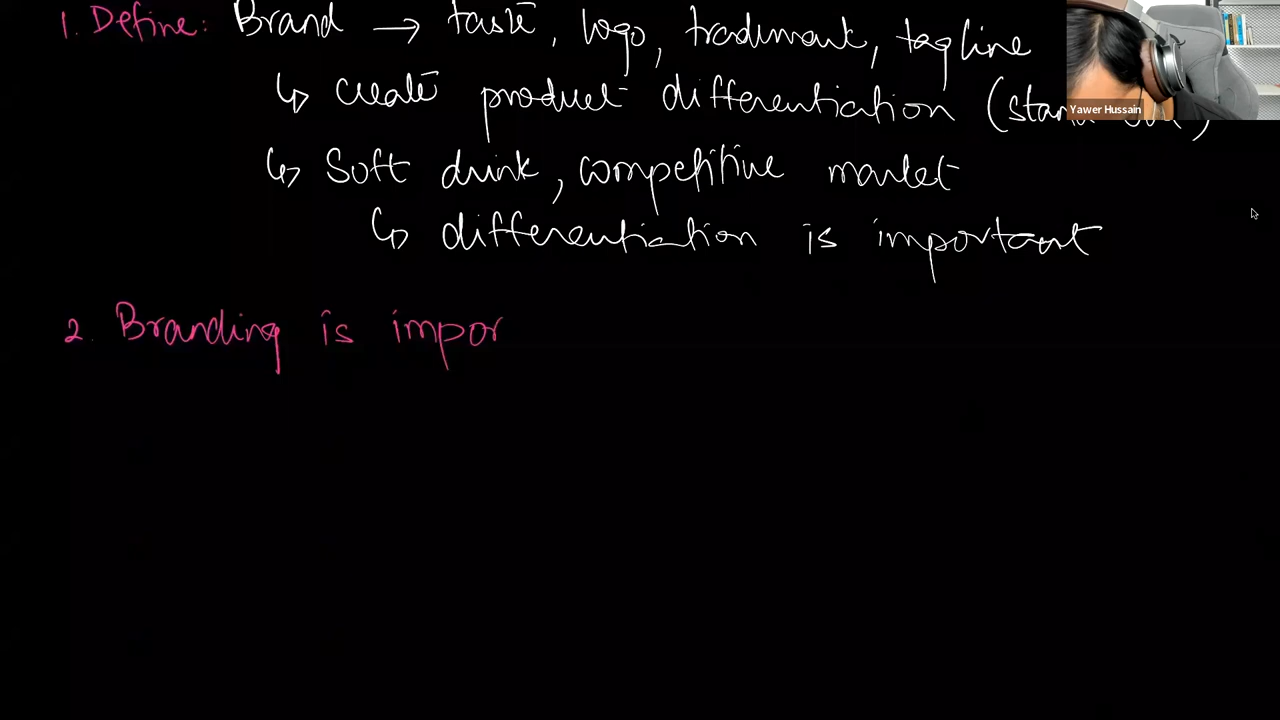 1. Define: Brand → taste, logo, trademark, tagline
↳ create product differentiation (stand
Yawer Hussain
↳ Soft drink, competitive market
↳ differentiation is important
2. Branding is impor